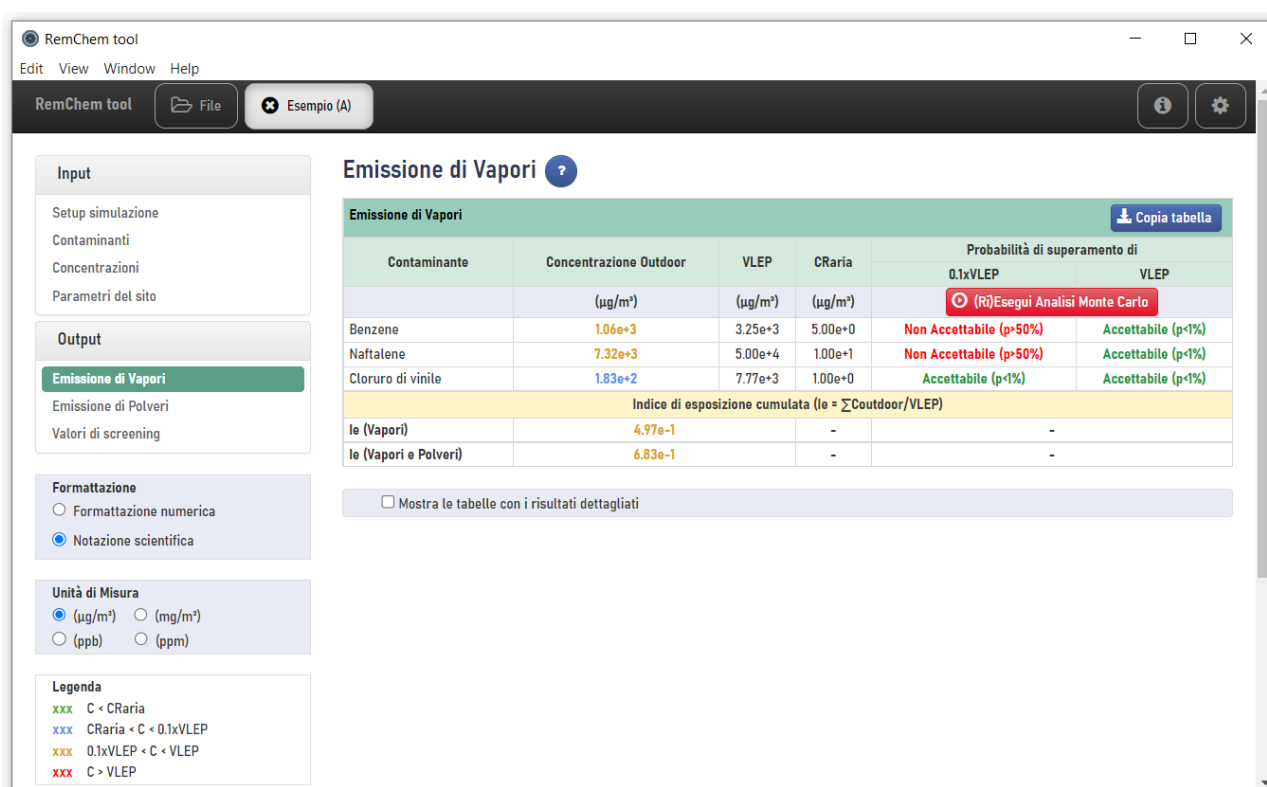 RemChem tool
Edit View Window Help
RemChem tool File Esempio (A)
Input
Setup simulazione
Contaminanti
Concentrazioni
Parametri del sito
Output
Emissione di Vapori
Emissione di Polveri
Valori di screening
Formattazione
Formattazione numerica
Notazione scientifica
Unità di Misura
(µg/m³) (mg/m³)
(ppb) (ppm)
Legenda
xxx C < CRaria
xxx CRaria < C < 0.1xVLEP
xxx 0.1xVLEP < C < VLEP
xxx C > VLEP
Emissione di Vapori ?
Emissione di Vapori Copia tabella
Contaminante Concentrazione Outdoor VLEP CRaria Probabilità di superamento di
0.1xVLEP VLEP
(µg/m³) (µg/m³) (µg/m³) (Ri)Esegui Analisi Monte Carlo
Benzene 1.06e+3 3.25e+3 5.00e+0 Non Accettabile (p>50%) Accettabile (p<1%)
Naftalene 7.32e+3 5.00e+4 1.00e+1 Non Accettabile (p>50%) Accettabile (p<1%)
Cloruro di vinile 1.83e+2 7.77e+3 1.00e+0 Accettabile (p<1%) Accettabile (p<1%)
Indice di esposizione cumulata (Ie = ∑Coutdoor/VLEP)
Ie (Vapori) 4.97e-1 - -
Ie (Vapori e Polveri) 6.83e-1 - -
Mostra le tabelle con i risultati dettagliati